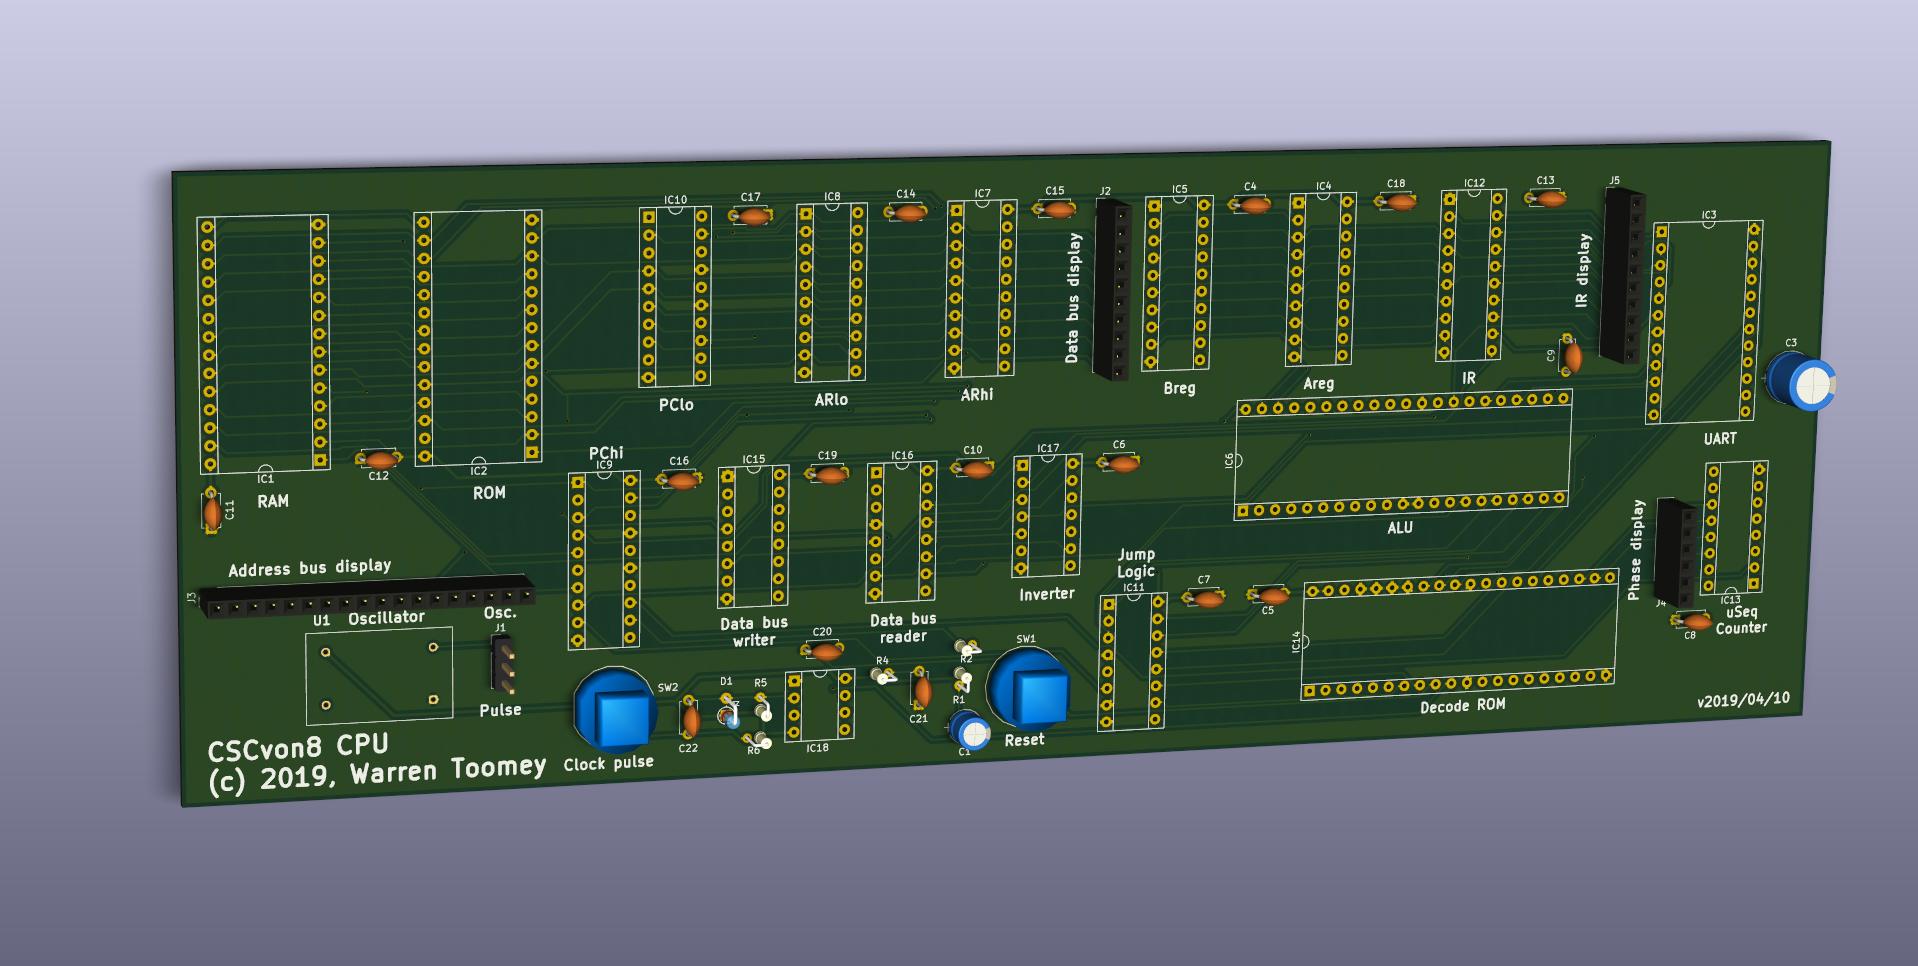 IC10
C17
IC8
C14
IC7
C15
J2
IC5
C4
IC4
C18
IC12
C13
J5
IC3
Data bus display
IR display
C9
C3
PClo
ARlo
ARhi
Breg
Areg
IR
UART
IC1
RAM
C12
IC2
ROM
C11
PChi
IC9
C16
IC15
C19
IC16
C10
IC17
C6
IC6
ALU
Address bus display
J3
U1 Oscillator
Osc.
J1
Pulse
Data bus
writer
Data bus
reader
Inverter
Jump
Logic
IC11
C7
C5
IC14
Decode ROM
Phase display
J4
IC13
uSeq
Counter
C8
C20
SW2
D1
R5
R6
C22
IC18
R4
C21
R2
R1
C1
SW1
Reset
Clock pulse
v2019/04/10
CSCvon8 CPU
(c) 2019, Warren Toomey